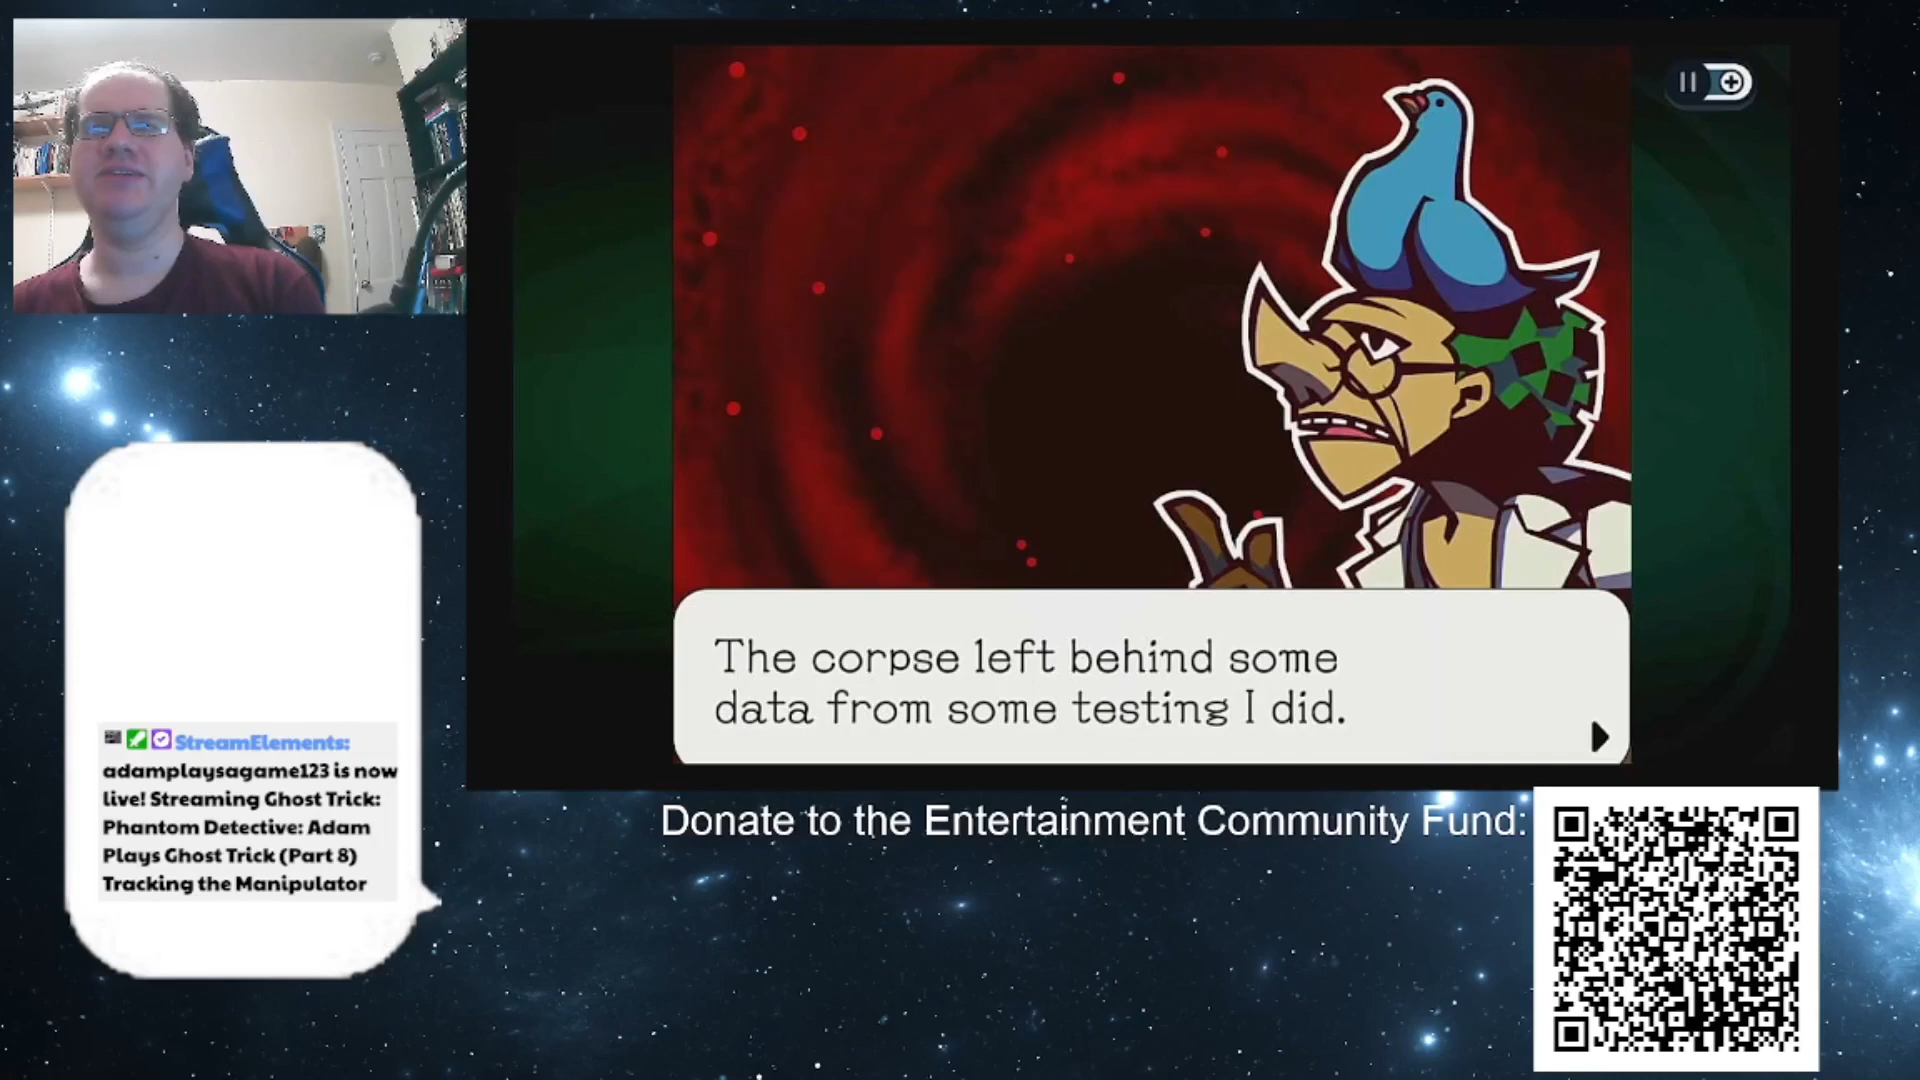 The corpse left behind some
data from some testing I did.
StreamElements:
adamplaysagame123 is now
live! Streaming Ghost Trick:
Phantom Detective: Adam
Plays Ghost Trick (Part 8)
Tracking the Manipulator
Donate to the Entertainment Community Fund: